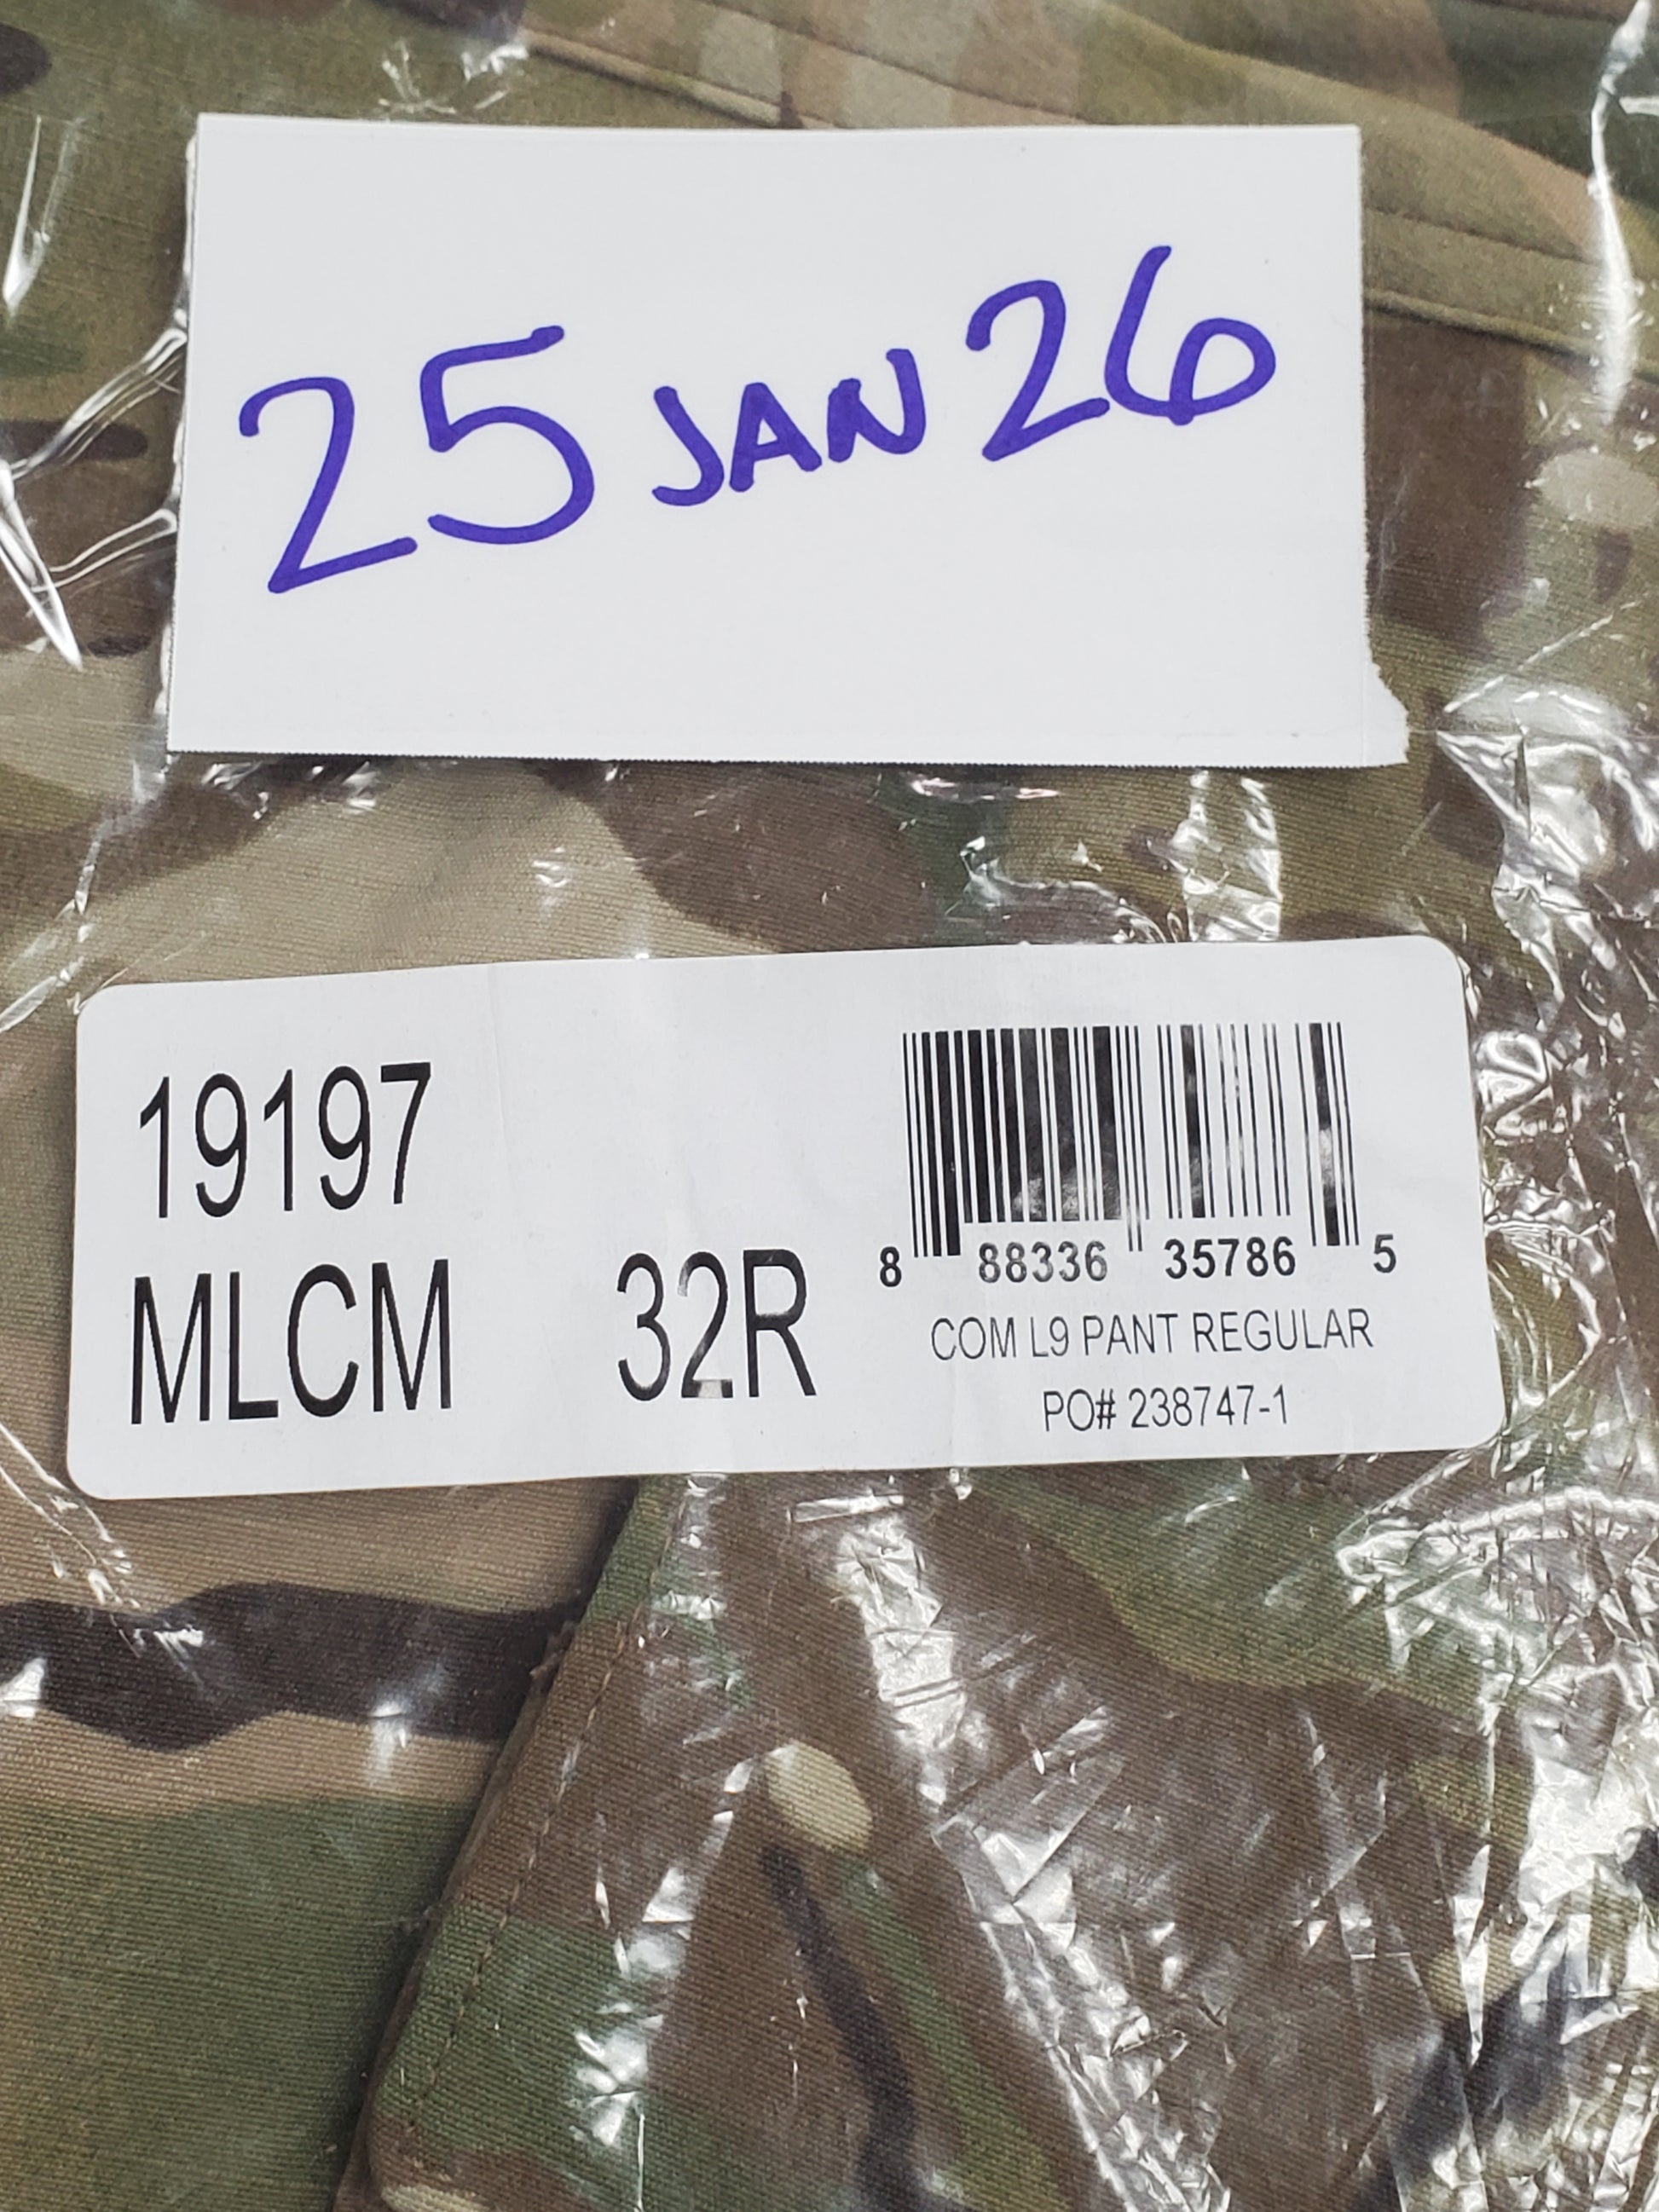 25 JAN 26
19197
MLCM 32R
8 88336 35786 5
COM L9 PANT REGULAR
PO# 238747-1